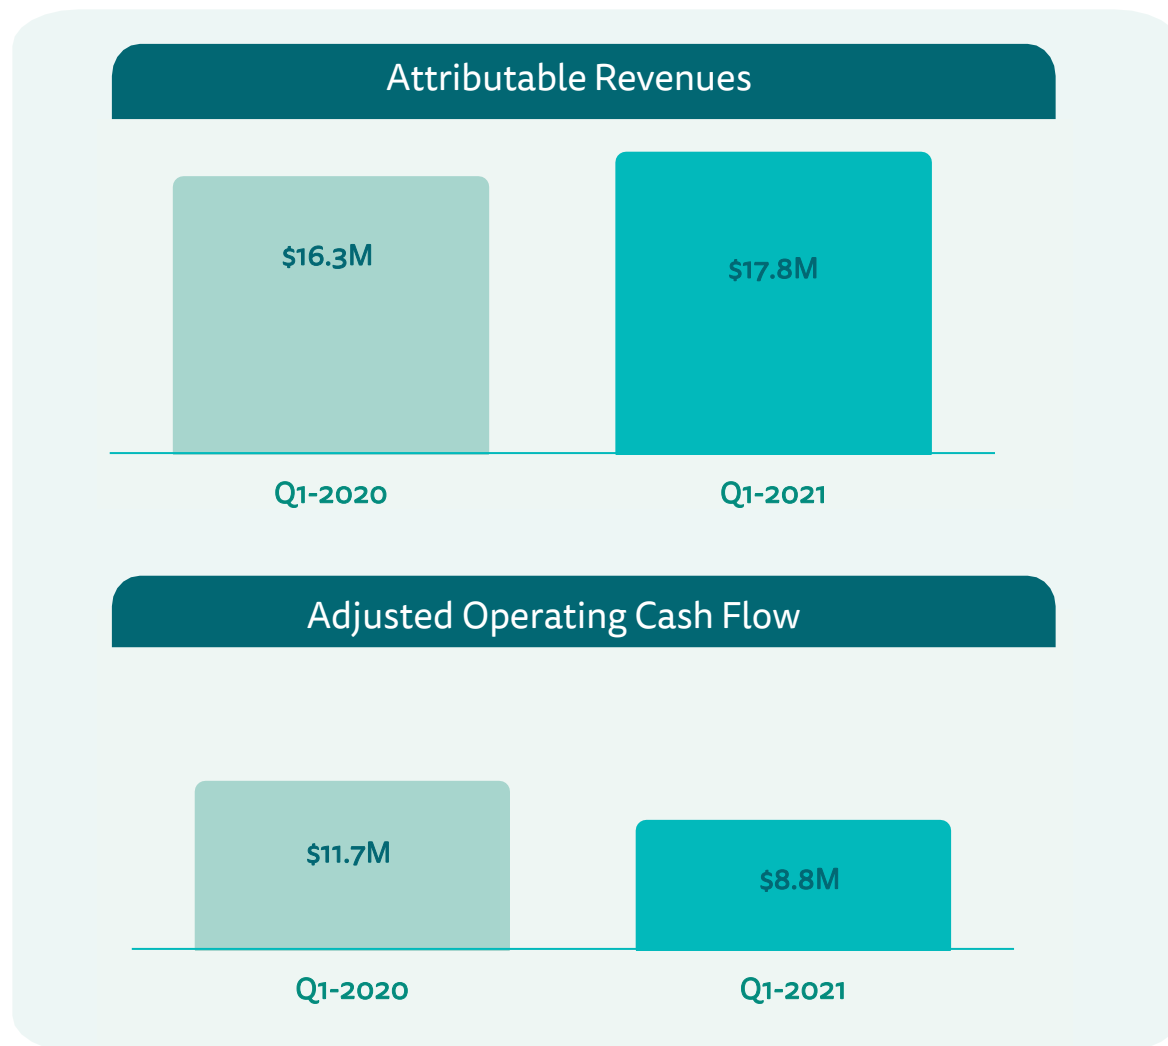 Attributable Revenues
$16.3M
$17.8M
Q1-2020
Q1-2021
Adjusted Operating Cash Flow
$11.7M
$8.8M
Q1-2020
Q1-2021